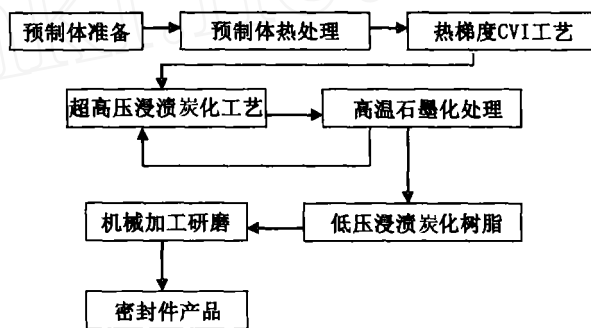 预制体准备
预制体热处理
热梯度CVI工艺
超高压浸渍炭化工艺
高温石墨化处理
机械加工研磨
低压浸渍炭化树脂
密封件产品